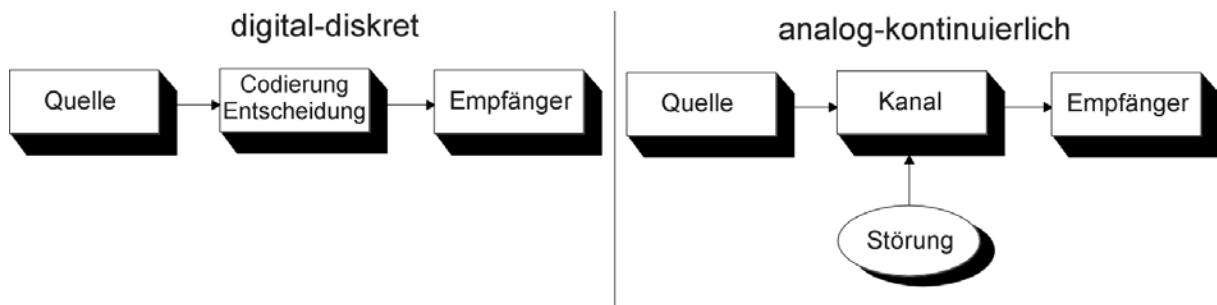 digital-diskret
Quelle
Codierung
Entscheidung
Empfänger
analog-kontinuierlich
Quelle
Kanal
Empfänger
Störung